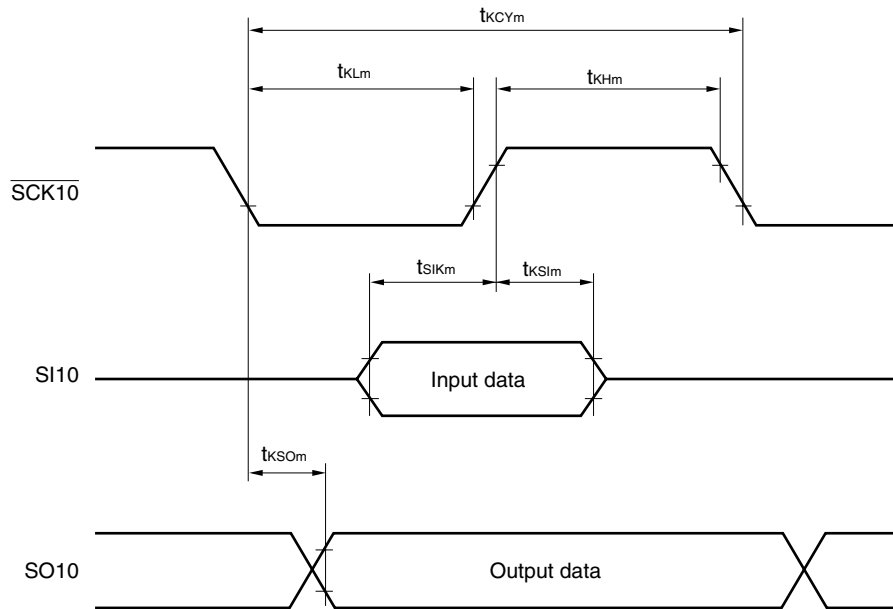 tKCYm
tKLm
tKHm
SCK10
tSIKm
tKSIm
SI10
Input data
tKSOm
SO10
Output data